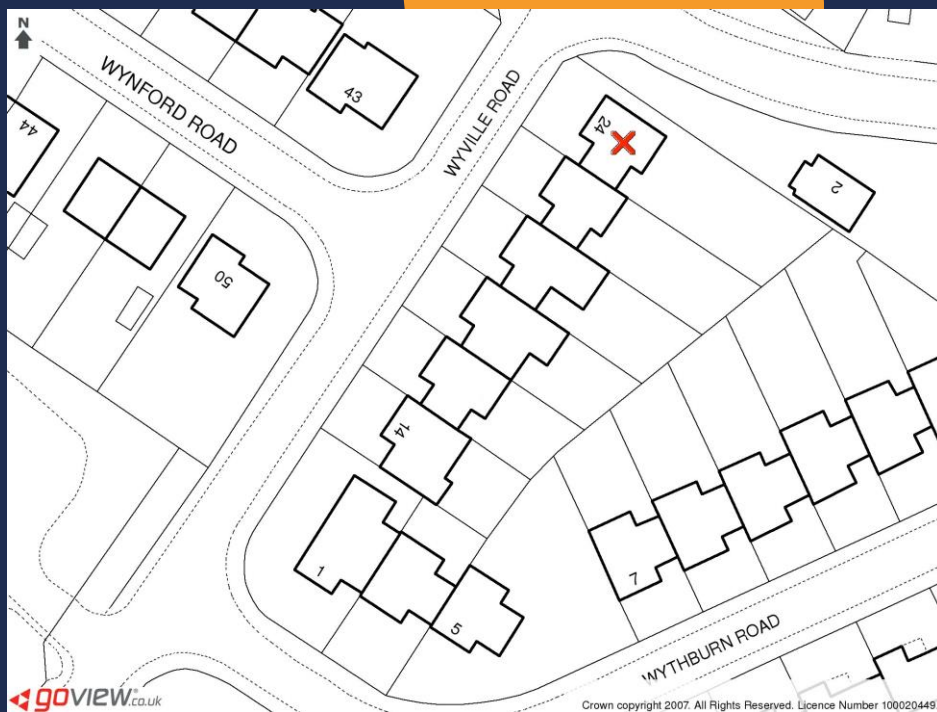 N
WYNFORD ROAD
43
WYVILLE ROAD
24
44
2
50
14
1
5
7
WYTHBURN ROAD
goview.co.uk
Crown copyright 2007. All Rights Reserved. Licence Number 100020449